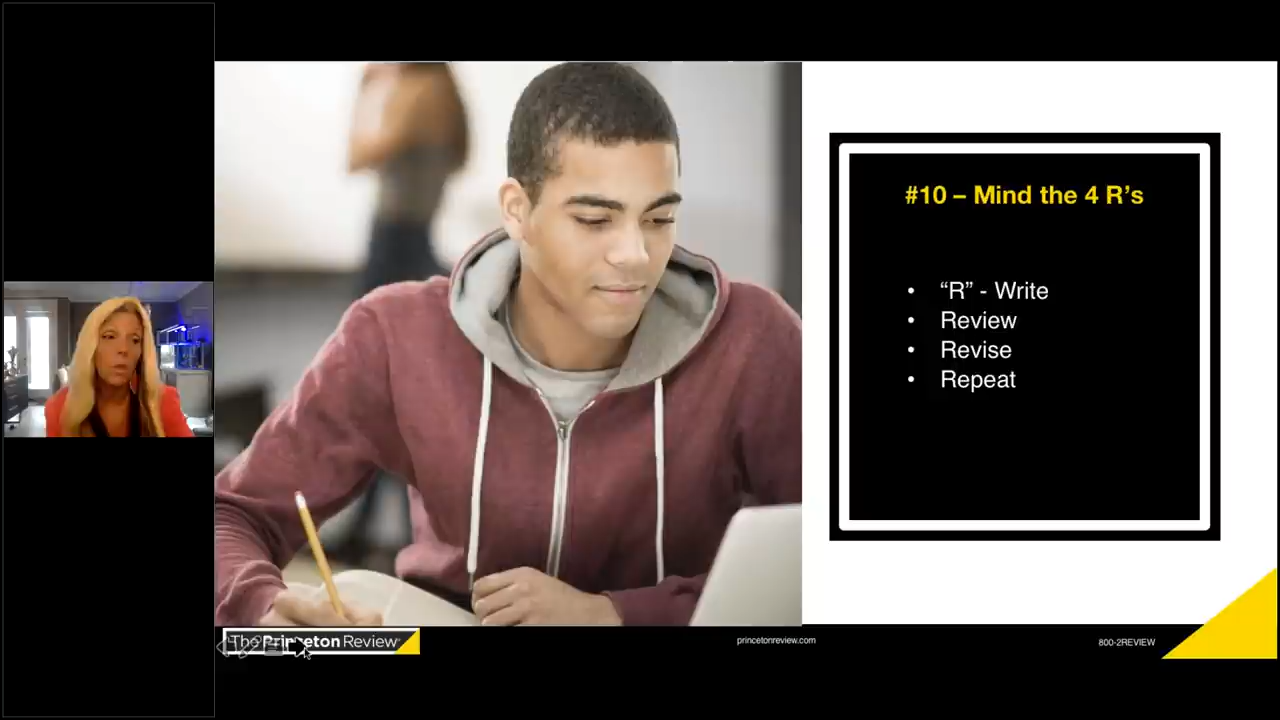 #10 – Mind the 4 R’s
• “R” - Write
• Review
• Revise
• Repeat
The Princeton Review
princetonreview.com
800-2REVIEW